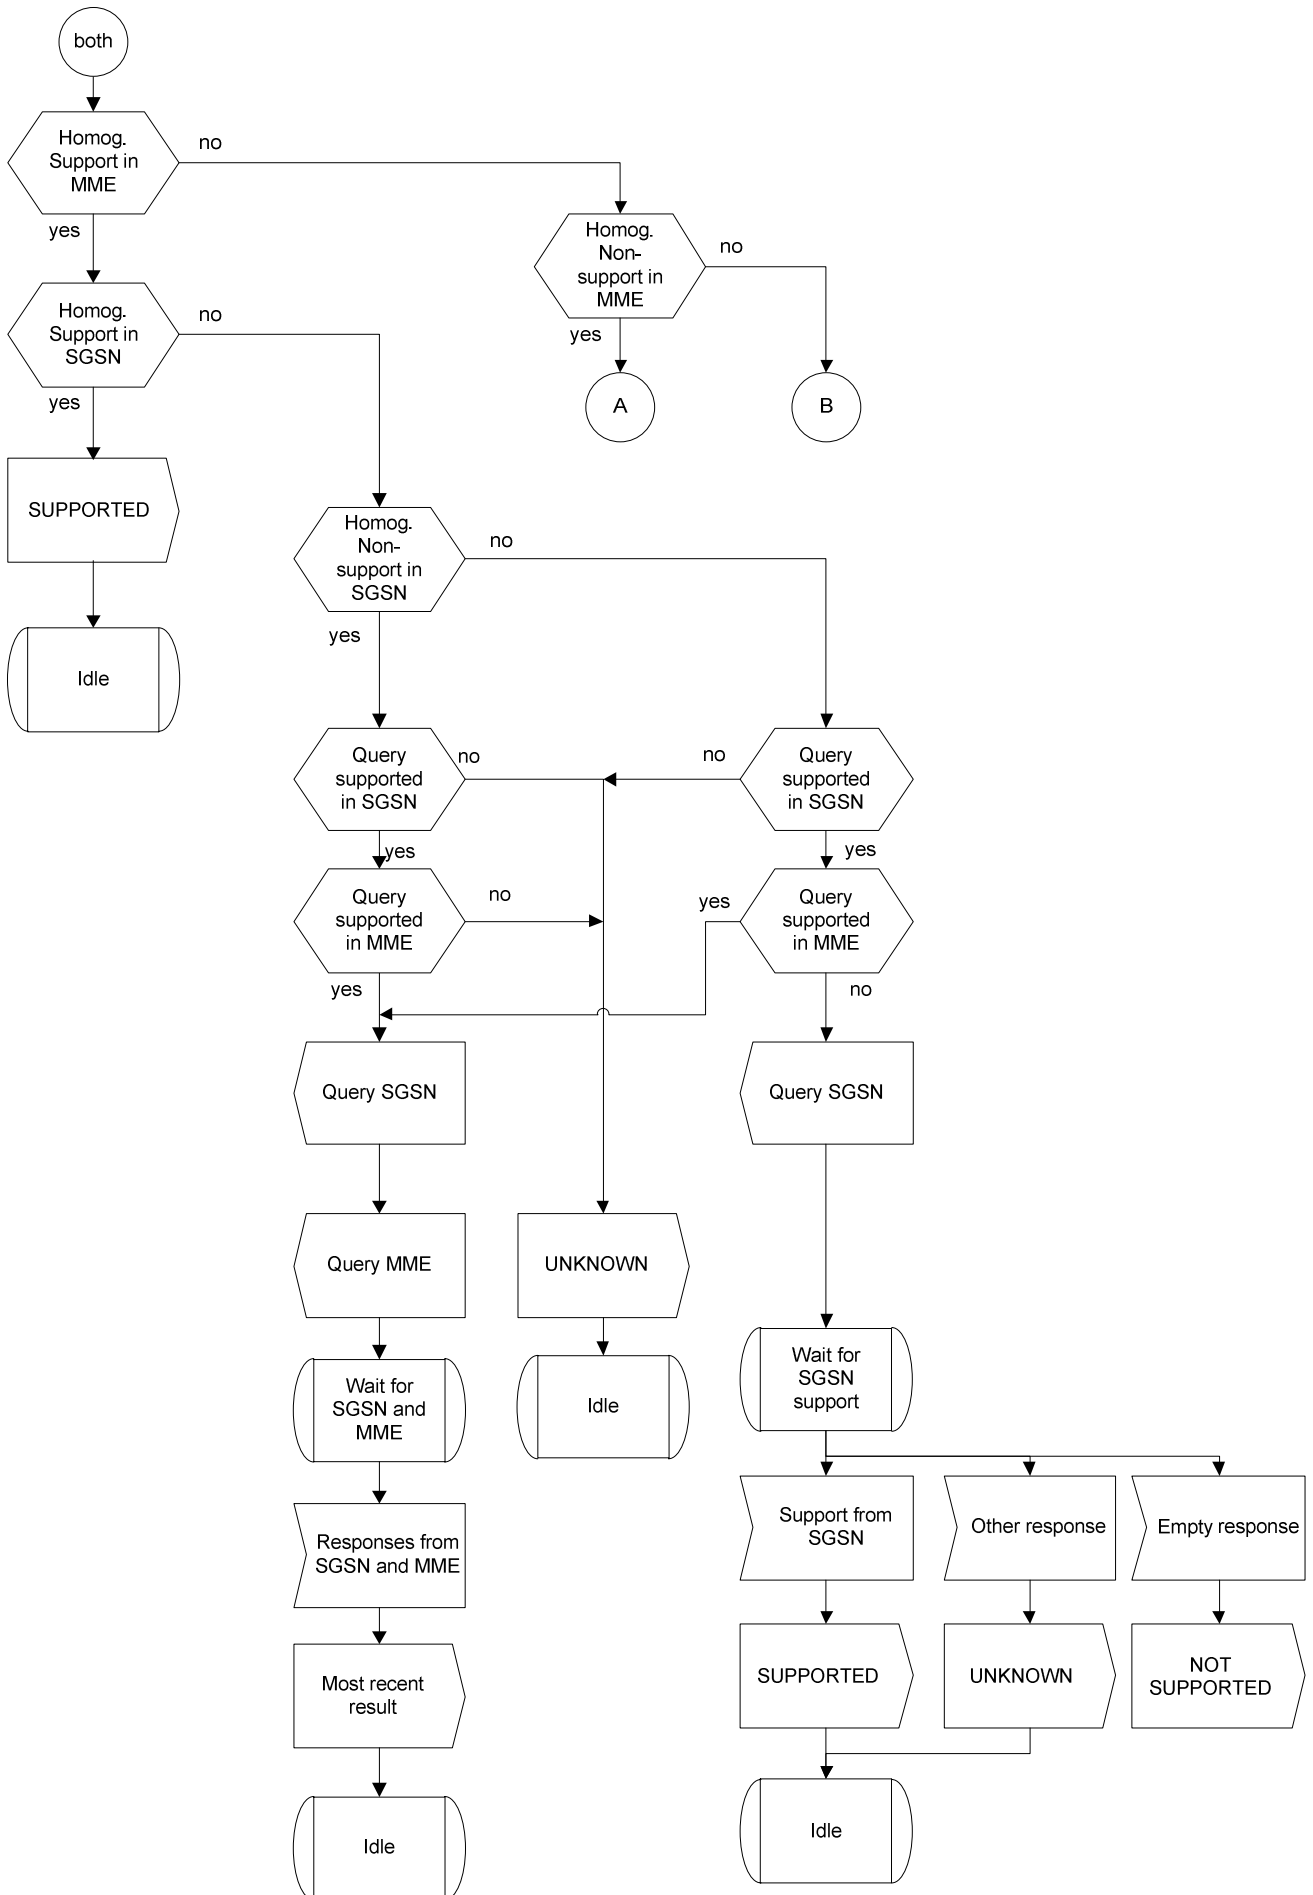 both
Homog.
Support in
MME
no
yes
Homog.
Non-
support in
MME
no
yes
A
B
Homog.
Support in
SGSN
no
yes
SUPPORTED
Idle
Homog.
Non-
support in
SGSN
no
yes
Query
supported
in SGSN
no
yes
no
Query
supported
in SGSN
yes
Query
supported
in MME
no
yes
yes
Query
supported
in MME
no
Query SGSN
Query SGSN
Query MME
UNKNOWN
Wait for
SGSN and
MME
Idle
Wait for
SGSN
support
Responses from
SGSN and MME
Support from
SGSN
Other response
Empty response
Most recent
result
SUPPORTED
UNKNOWN
NOT
SUPPORTED
Idle
Idle